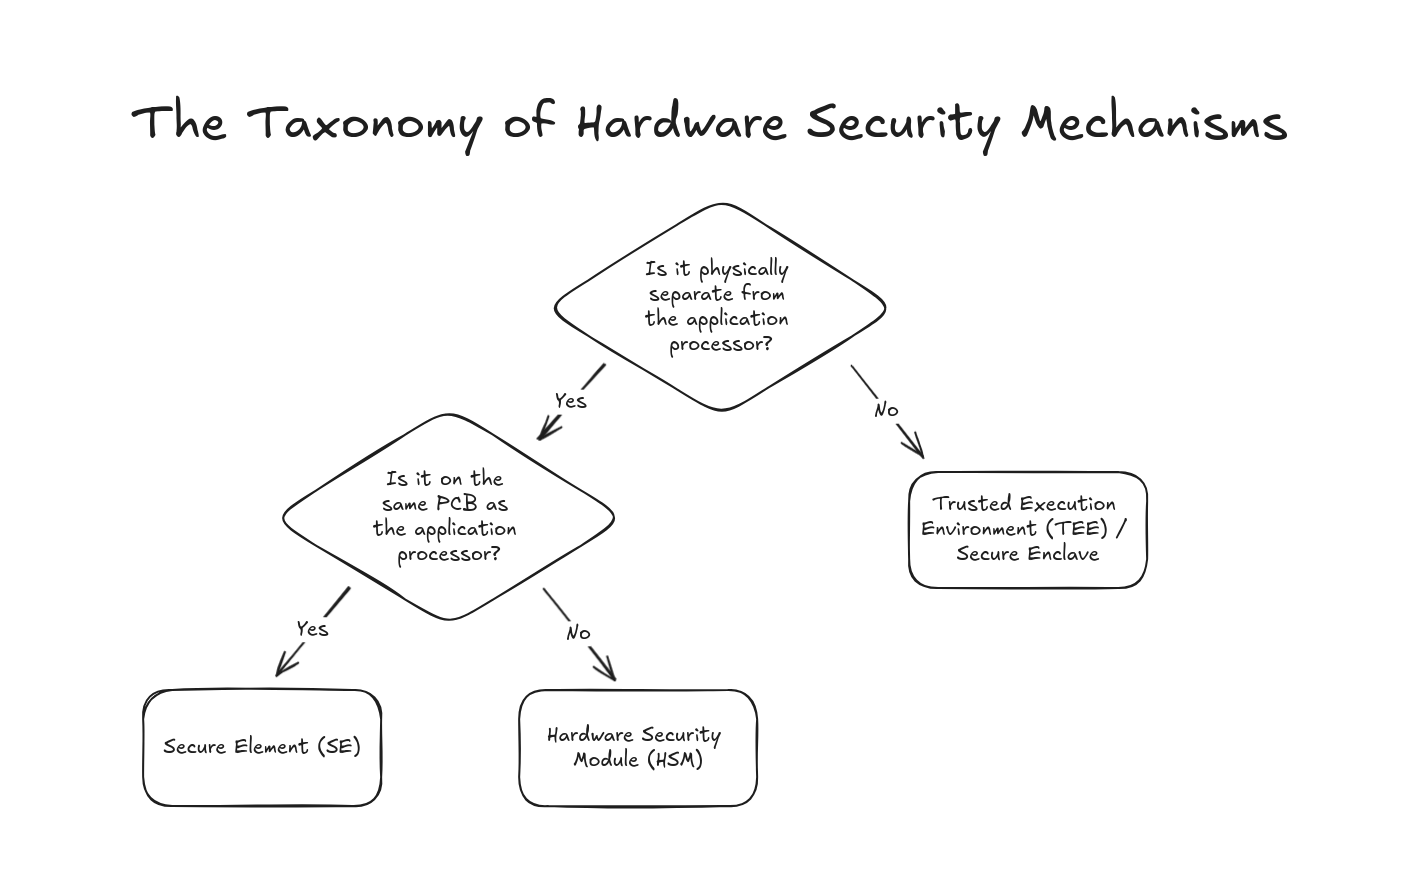 The Taxonomy of Hardware Security Mechanisms
Is it physically
separate from
the application
processor?
Yes
No
Is it on the
same PCB as
the application
processor?
Trusted Execution
Environment (TEE) /
Secure Enclave
Yes
No
Secure Element (SE)
Hardware Security
Module (HSM)